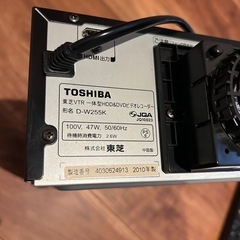 HDMI出力
TOSHIBA
東芝VTR一体型HDD&DVDビデオレコーダー
形名 D-W255K
JQA
JQ10823
100V, 47W, 50/60Hz
待機時消費電力 2.6W
株式会社 東芝
中国製
製造番号 4030624913 2010年製